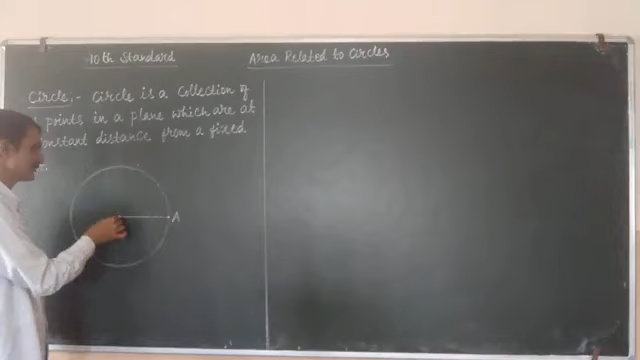 10th Standard
Area Related to Circles
Circle :- Circle is a Collection of
points in a plane which are at
constant distance from a fixed
A